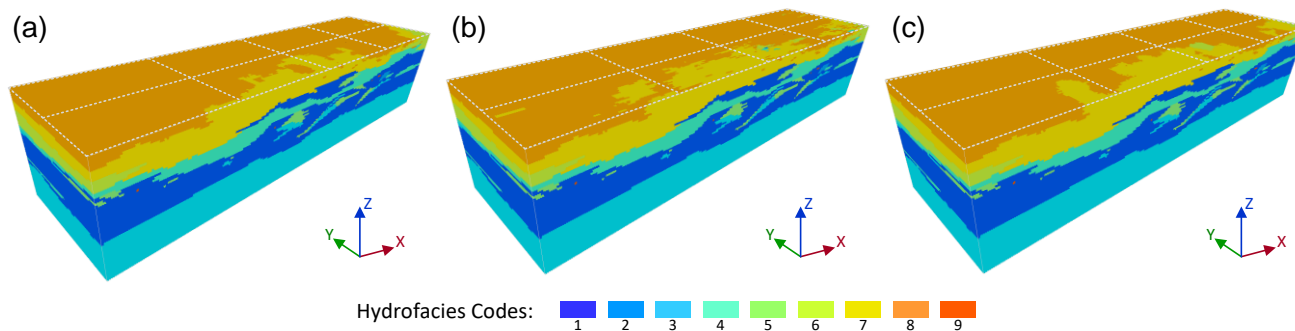 (a) (b) (c)
Z Y X
Z Y X
Z Y X
Hydrofacies Codes:
1 2 3 4 5 6 7 8 9